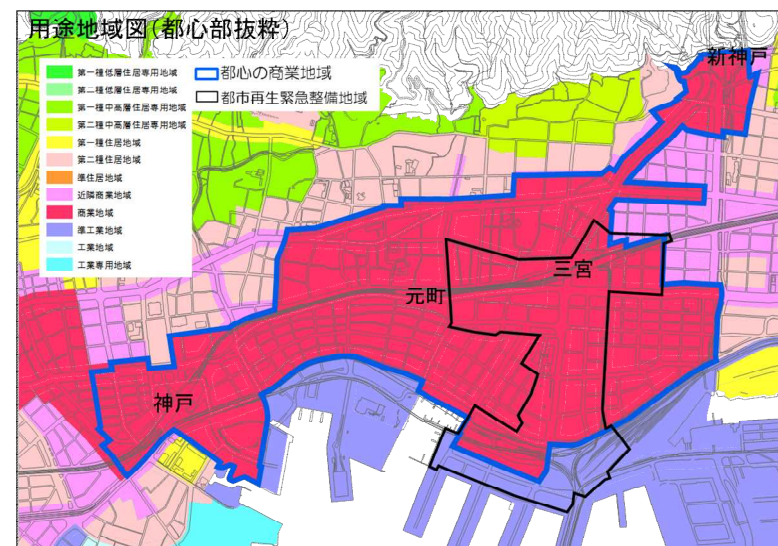 用途地域図(都心部抜粋)
第一種低層住居専用地域
第二種低層住居専用地域
第一種中高層住居専用地域
第二種中高層住居専用地域
第一種住居地域
第二種住居地域
準住居地域
近隣商業地域
商業地域
準工業地域
工業地域
工業専用地域
都心の商業地域
都市再生緊急整備地域
新神戸
三宮
元町
神戸